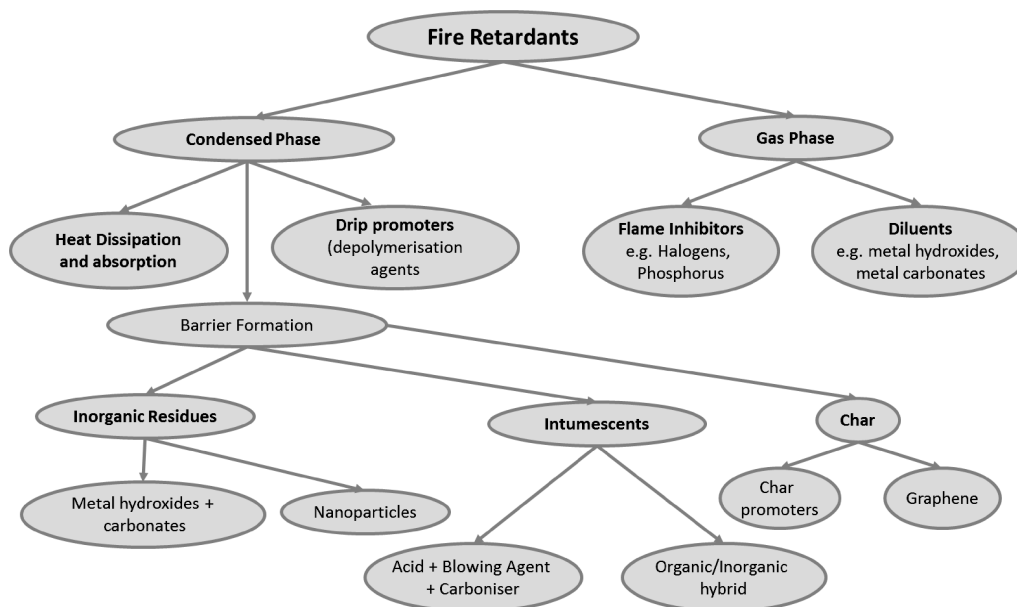 Fire Retardants
Condensed Phase
Gas Phase
Heat Dissipation
and absorption
Drip promoters
(depolymerisation
agents
Flame Inhibitors
e.g. Halogens,
Phosphorus
Diluents
e.g. metal hydroxides,
metal carbonates
Barrier Formation
Inorganic Residues
Intumescents
Char
Metal hydroxides +
carbonates
Nanoparticles
Char
promoters
Graphene
Acid + Blowing Agent
+ Carboniser
Organic/Inorganic
hybrid